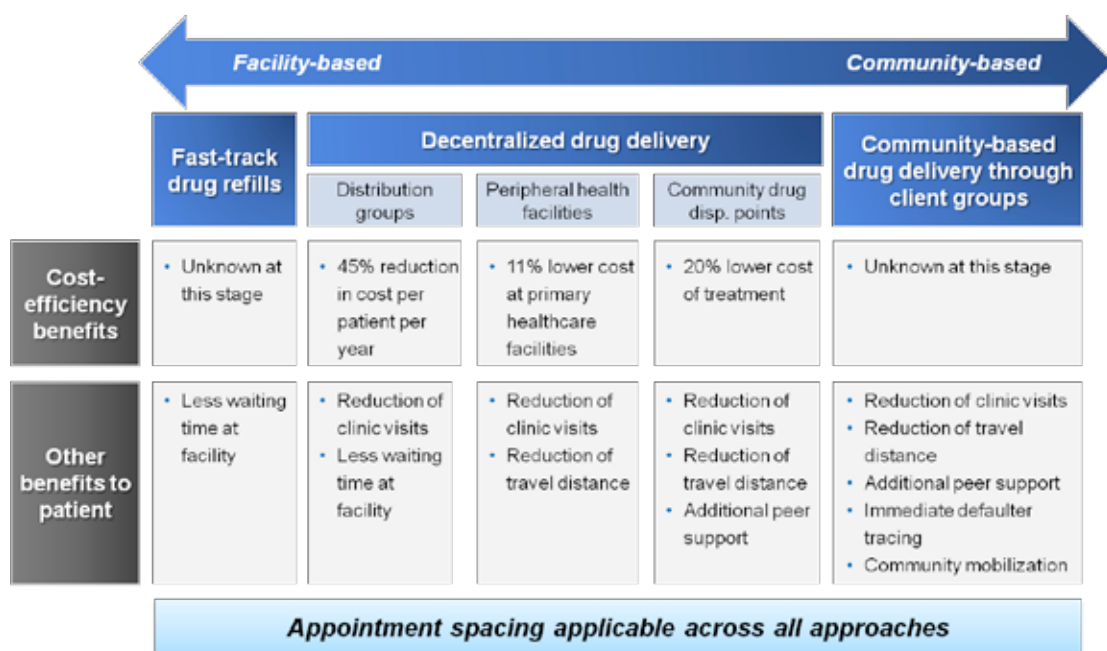 Facility-based
Community-based
Fast-track
drug refills
Decentralized drug delivery
Distribution
groups
Peripheral health
facilities
Community drug
disp. points
Community-based
drug delivery through
client groups
Cost-
efficiency
benefits
• Unknown at
this stage
• 45% reduction
in cost per
patient per
year
• 11% lower cost
at primary
healthcare
facilities
• 20% lower cost
of treatment
• Unknown at this stage
Other
benefits to
patient
• Less waiting
time at
facility
• Reduction of
clinic visits
• Less waiting
time at
facility
• Reduction of
clinic visits
• Reduction of
travel distance
• Reduction of
clinic visits
• Reduction of
travel distance
• Additional peer
support
• Reduction of clinic visits
• Reduction of travel
distance
• Additional peer support
• Immediate defaulter
tracing
• Community mobilization
Appointment spacing applicable across all approaches